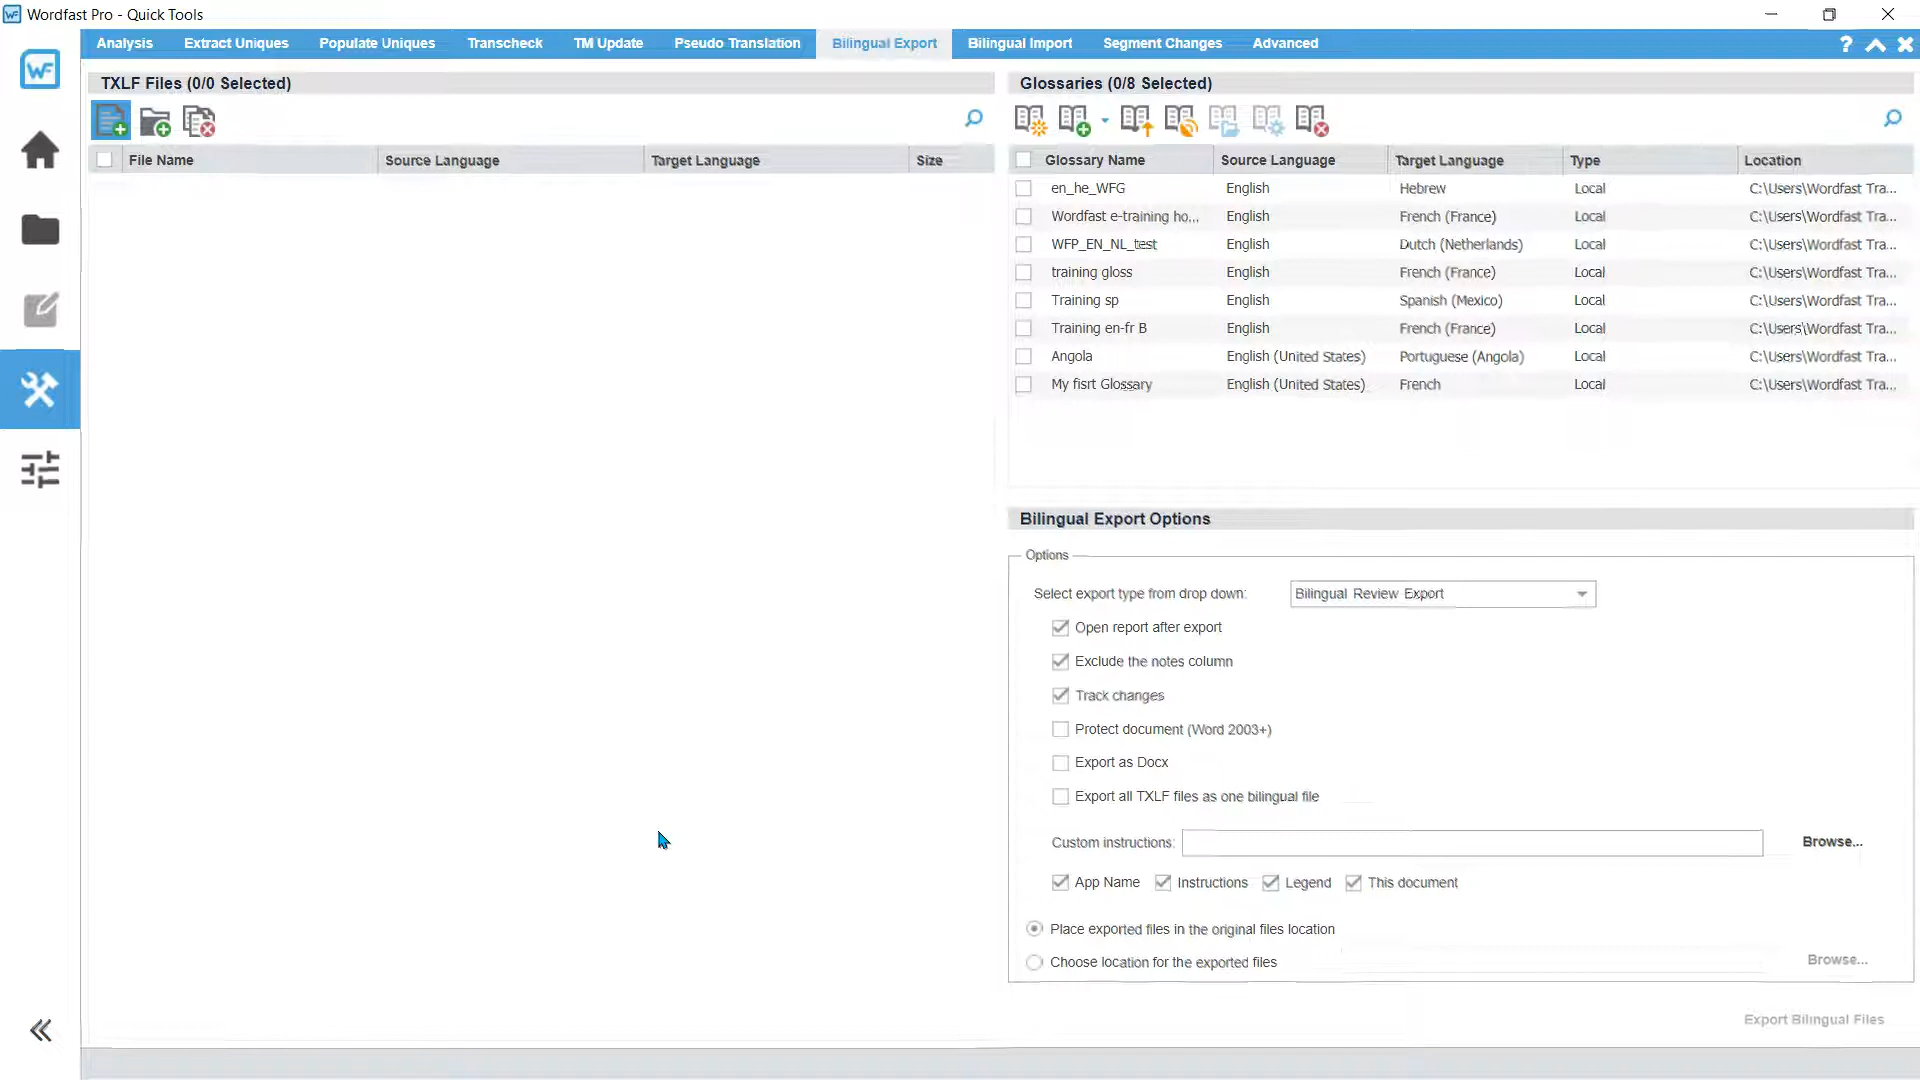 Wordfast Pro - Quick Tools
Analysis Extract Uniques Populate Uniques Transcheck TM Update Pseudo Translation Bilingual Export Bilingual Import Segment Changes Advanced ?
WF
TXLF Files (0/0 Selected)
File Name Source Language Target Language Size
Glossaries (0/8 Selected)
Glossary Name Source Language Target Language Type Location
en_he_WFG English Hebrew Local C:\Users\Wordfast Tra...
Wordfast e-training ho... English French (France) Local C:\Users\Wordfast Tra...
WFP_EN_NL_test English Dutch (Netherlands) Local C:\Users\Wordfast Tra...
training gloss English French (France) Local C:\Users\Wordfast Tra...
Training sp English Spanish (Mexico) Local C:\Users\Wordfast Tra...
Training en-fr B English French (France) Local C:\Users\Wordfast Tra...
Angola English (United States) Portuguese (Angola) Local C:\Users\Wordfast Tra...
My fisrt Glossary English (United States) French Local C:\Users\Wordfast Tra...
Bilingual Export Options
Options
Select export type from drop down: Bilingual Review Export
Open report after export
Exclude the notes column
Track changes
Protect document (Word 2003+)
Export as Docx
Export all TXLF files as one bilingual file
Custom instructions: Browse...
App Name Instructions Legend This document
Place exported files in the original files location
Choose location for the exported files Browse...
Export Bilingual Files